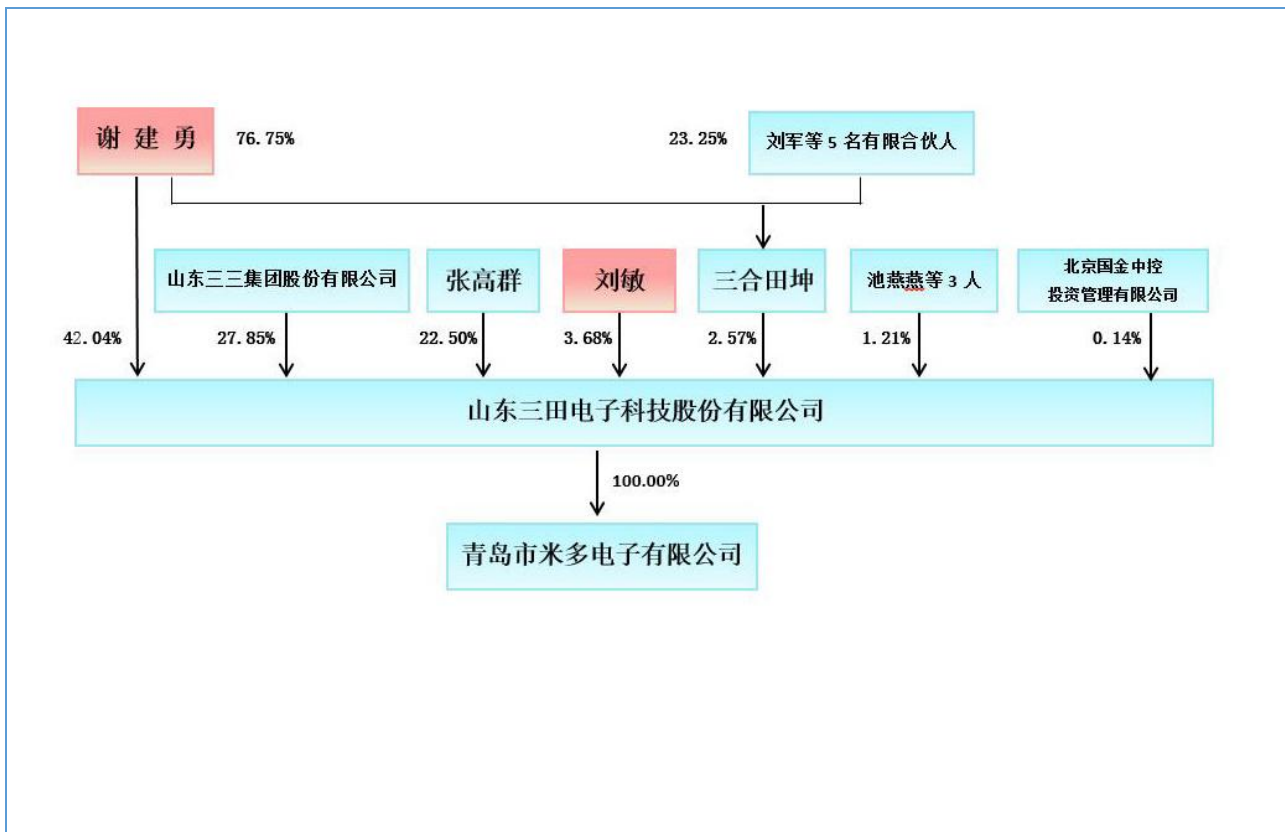 谢 建 勇
76.75%
23.25%
刘军等 5 名有限合伙人
山东三三集团股份有限公司
张高群
刘敏
三合田坤
池燕燕等 3 人
北京国金中控
投资管理有限公司
42.04%
27.85%
22.50%
3.68%
2.57%
1.21%
0.14%
山东三田电子科技股份有限公司
100.00%
青岛市米多电子有限公司